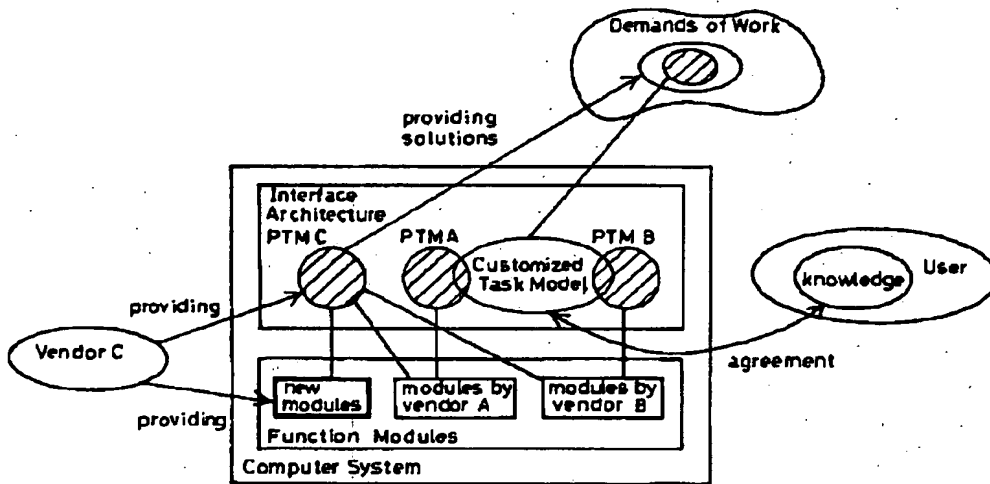 Demands of Work
providing
solutions
Interface
Architecture
PTM C
PTM A
PTM B
Customized
Task Model
knowledge
User
providing
Vendor C
agreement
new
modules
modules by
vendor A
modules by
vendor B
providing
Function Modules
Computer System